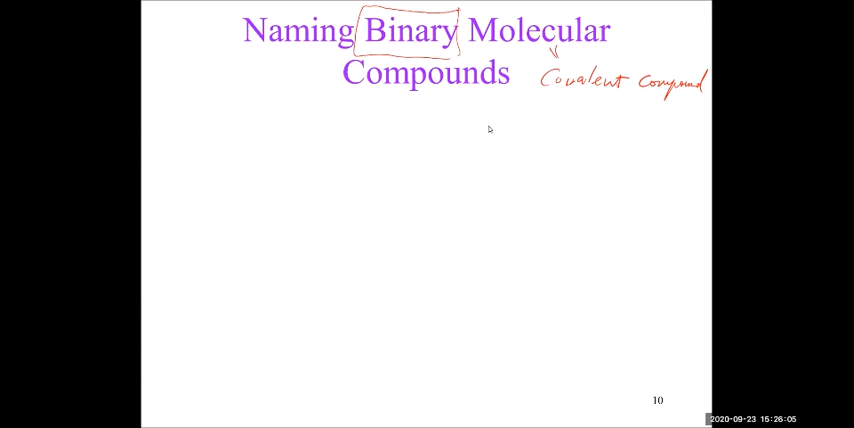 Naming Binary Molecular
Compounds
Covalent compound
10
2020-09-23 15:26:05